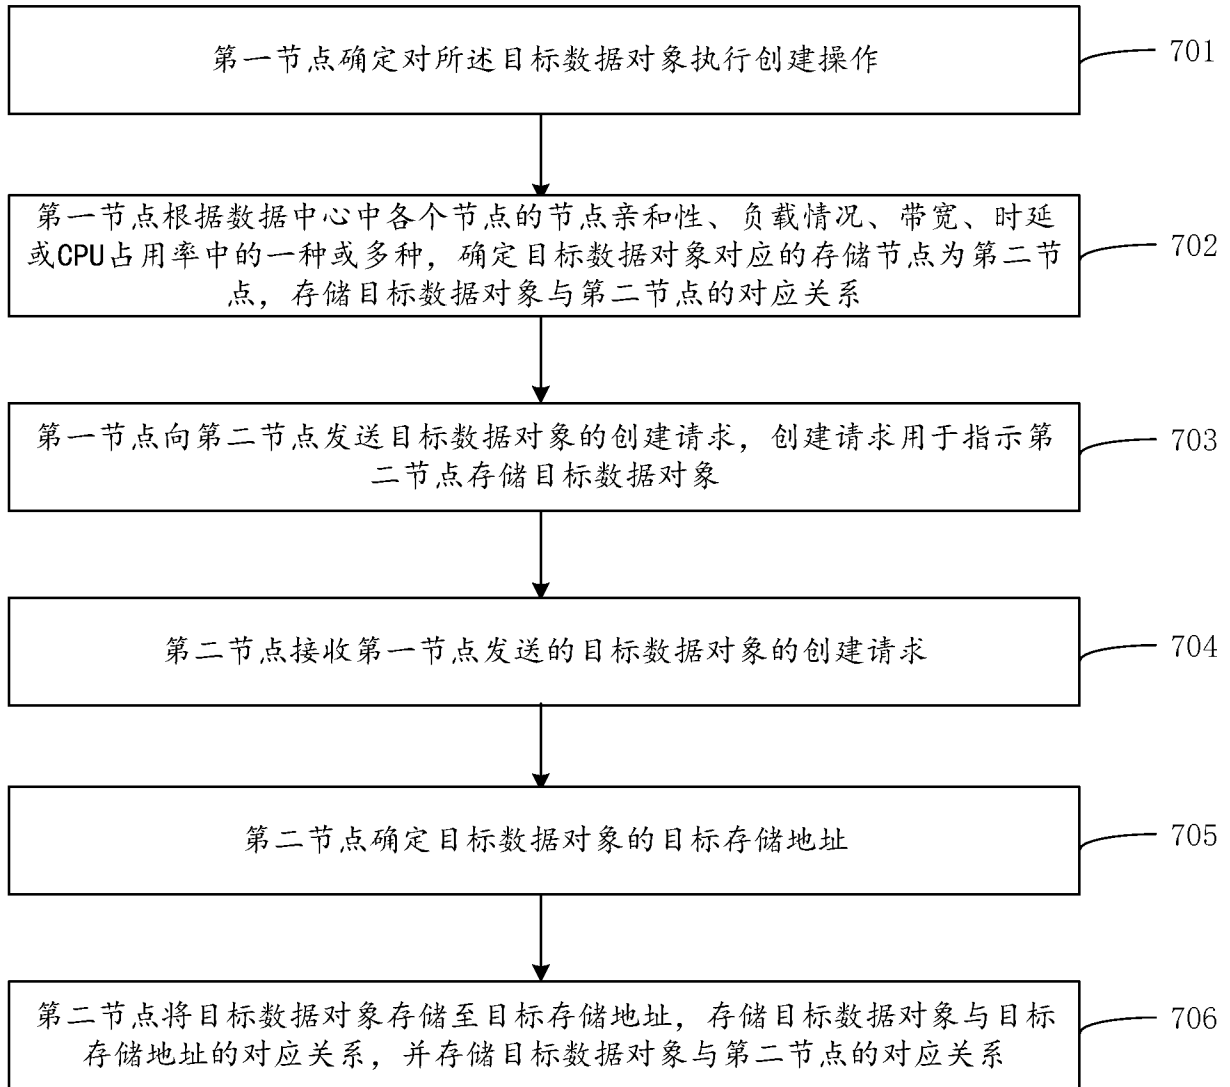 第一节点确定对所述目标数据对象执行创建操作
701
第一节点根据数据中心中各个节点的节点亲和性、负载情况、带宽、时延
或CPU占用率中的一种或多种，确定目标数据对象对应的存储节点为第二节
点，存储目标数据对象与第二节点的对应关系
702
第一节点向第二节点发送目标数据对象的创建请求，创建请求用于指示第
二节点存储目标数据对象
703
第二节点接收第一节点发送的目标数据对象的创建请求
704
第二节点确定目标数据对象的目标存储地址
705
第二节点将目标数据对象存储至目标存储地址，存储目标数据对象与目标
存储地址的对应关系，并存储目标数据对象与第二节点的对应关系
706